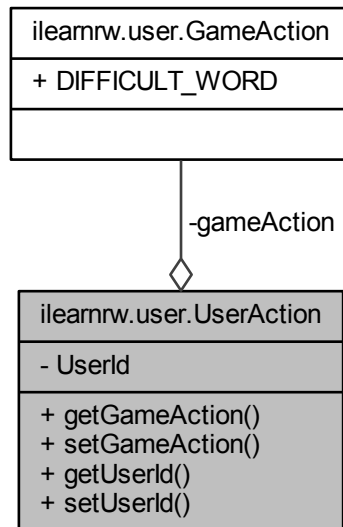 ilearnrw.user.GameAction
+ DIFFICULT_WORD
-gameAction
ilearnrw.user.UserAction
- UserId
+ getGameAction()
+ setGameAction()
+ getUserId()
+ setUserId()